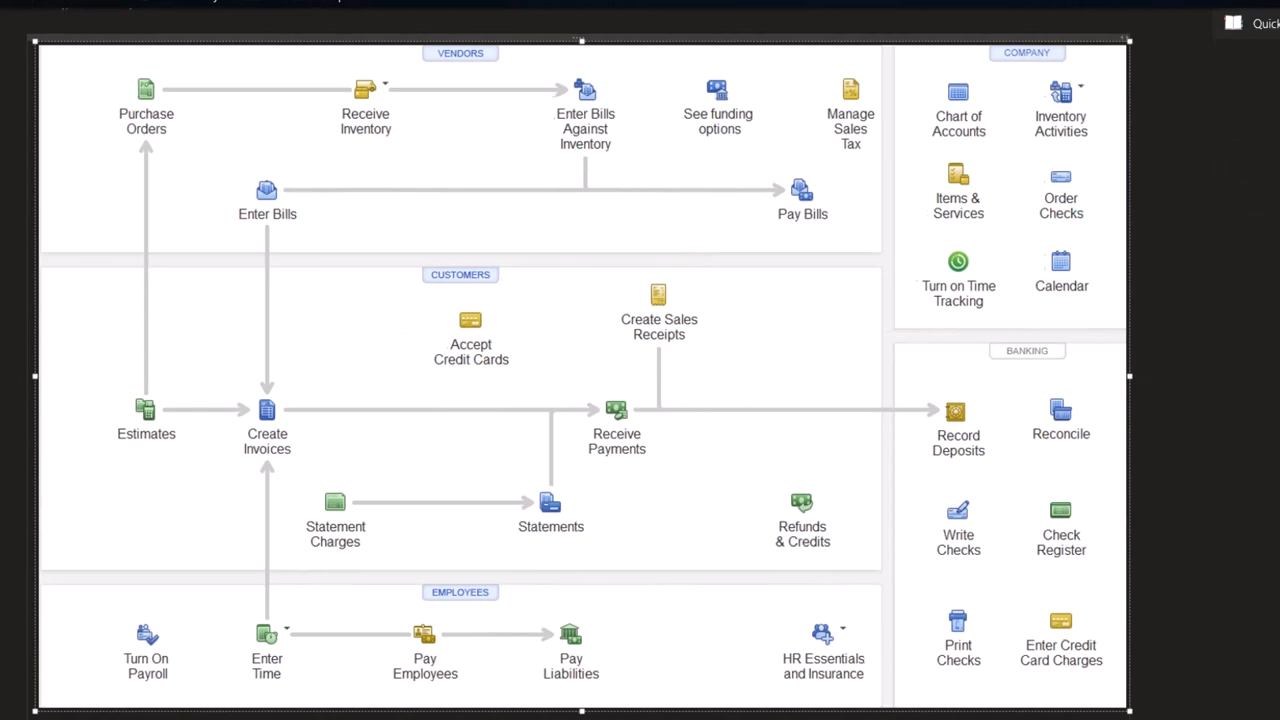 Quick
VENDORS
Purchase
Orders
Receive
Inventory
Enter Bills
Against
Inventory
See funding
options
Manage
Sales
Tax
Enter Bills
Pay Bills
CUSTOMERS
Accept
Credit Cards
Create Sales
Receipts
Estimates
Create
Invoices
Receive
Payments
Statement
Charges
Statements
Refunds
& Credits
EMPLOYEES
Turn On
Payroll
Enter
Time
Pay
Employees
Pay
Liabilities
HR Essentials
and Insurance
COMPANY
Chart of
Accounts
Inventory
Activities
Items &
Services
Order
Checks
Turn on Time
Tracking
Calendar
BANKING
Record
Deposits
Reconcile
Write
Checks
Check
Register
Print
Checks
Enter Credit
Card Charges